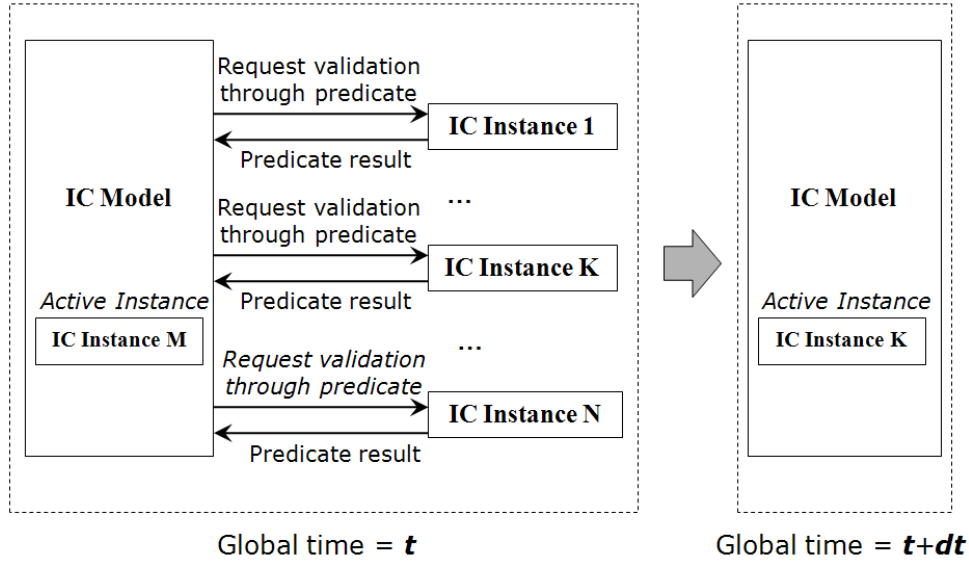 Request validation
through predicate
IC Instance 1
Predicate result
IC Model
...
Request validation
through predicate
IC Instance K
Predicate result
Active Instance
IC Instance M
...
Request validation
through predicate
IC Instance N
Predicate result
Global time = t
IC Model
Active Instance
IC Instance K
Global time = t+dt